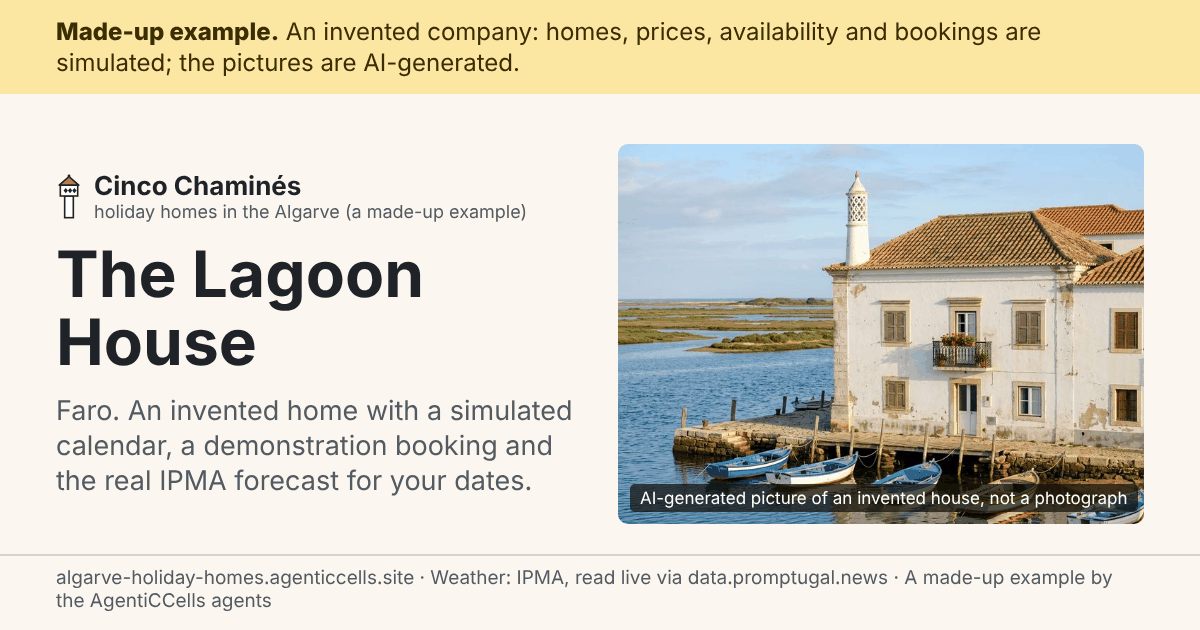 Made-up example. An invented company: homes, prices, availability and bookings are
simulated; the pictures are AI-generated.
Cinco Chaminés
holiday homes in the Algarve (a made-up example)
The Lagoon
House
Faro. An invented home with a simulated
calendar, a demonstration booking and
the real IPMA forecast for your dates.
AI-generated picture of an invented house, not a photograph
algarve-holiday-homes.agenticcells.site · Weather: IPMA, read live via data.promptugal.news · A made-up example by
the AgentiCCells agents